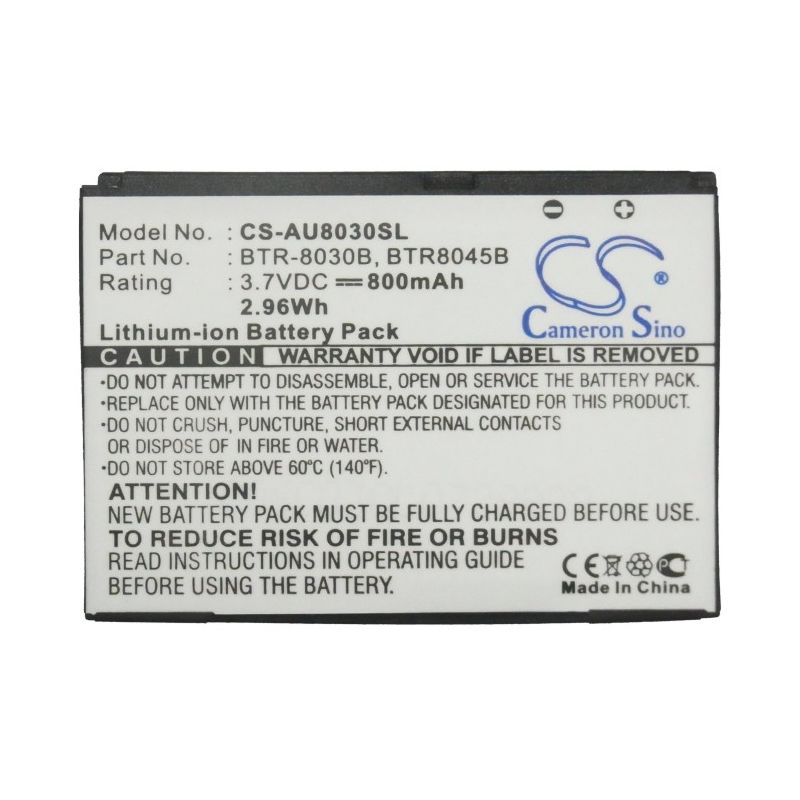 Model No. : CS-AU8030SL
Part No. : BTR-8030B, BTR8045B
Rating : 3.7VDC 800mAh
2.96Wh
CS
Cameron Sino
Lithium-ion Battery Pack
CAUTION WARRANTY VOID IF LABEL IS REMOVED
•DO NOT ATTEMPT TO DISASSEMBLE, OPEN OR SERVICE THE BATTERY PACK.
•REPLACE ONLY WITH THE BATTERY PACK DESIGNATED FOR THIS PRODUCT.
•DO NOT CRUSH, PUNCTURE, SHORT EXTERNAL CONTACTS
OR DISPOSE OF IN FIRE OR WATER.
•DO NOT STORE ABOVE 60°C (140°F).
ATTENTION!
NEW BATTERY PACK MUST BE FULLY CHARGED BEFORE USE.
TO REDUCE RISK OF FIRE OR BURNS
READ INSTRUCTIONS IN OPERATING GUIDE
BEFORE USING THE BATTERY.
CE
Made In China